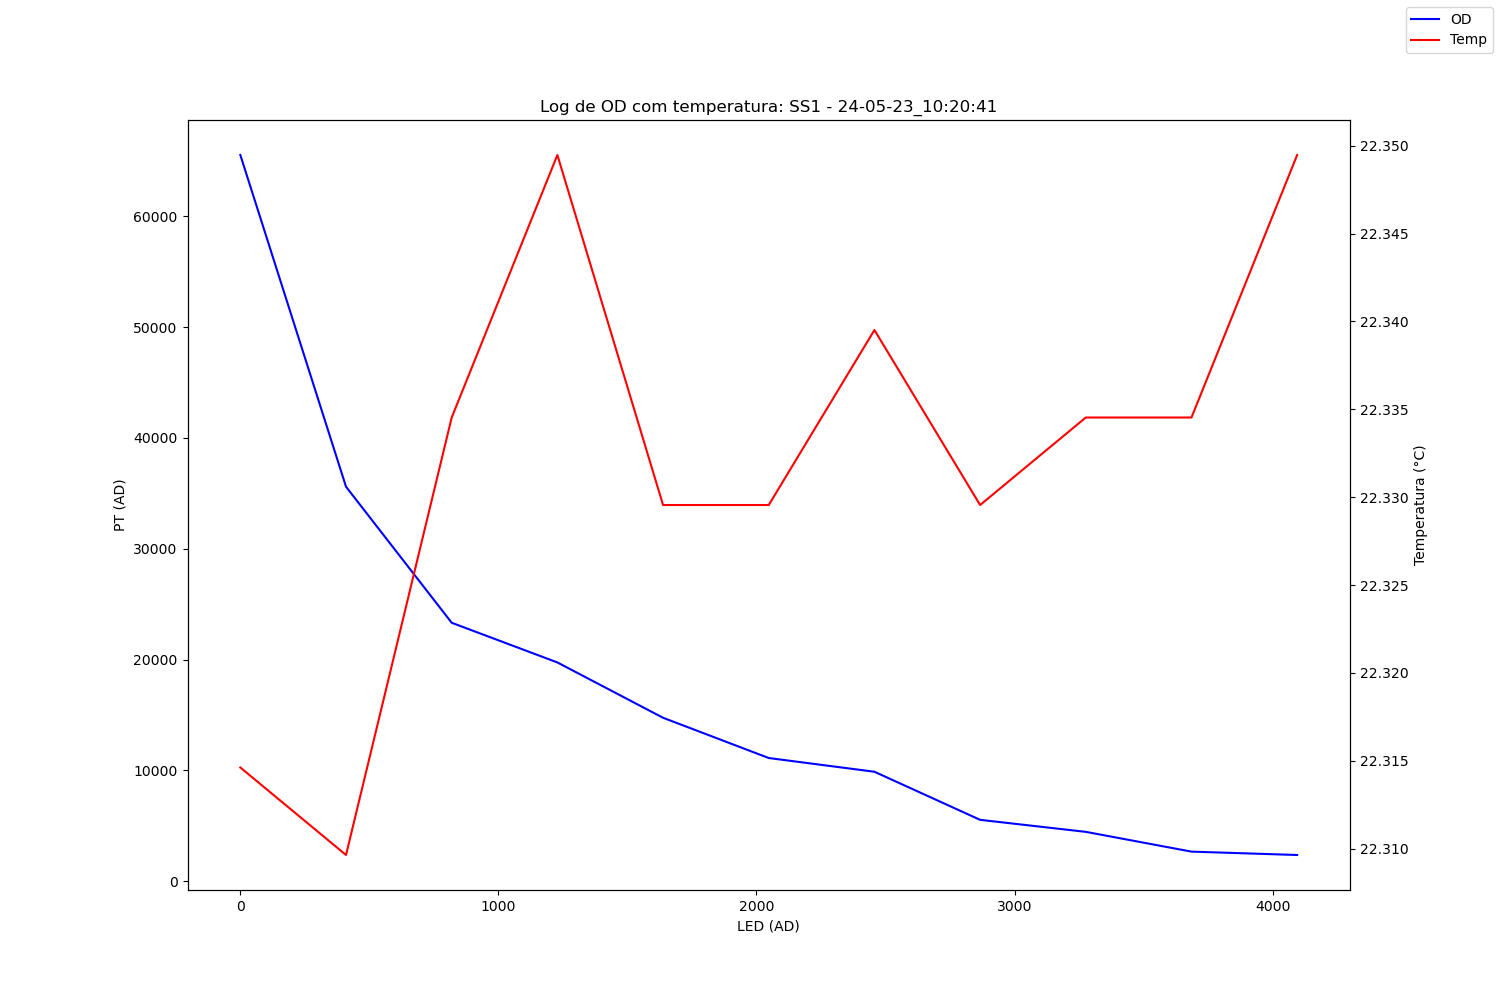 OD
Temp
Log de OD com temperatura: SS1 - 24-05-23_10:20:41
60000
50000
40000
30000
20000
10000
0
PT (AD)
22.350
22.345
22.340
22.335
22.330
22.325
22.320
22.315
22.310
Temperatura (°C)
0 1000 2000 3000 4000
LED (AD)